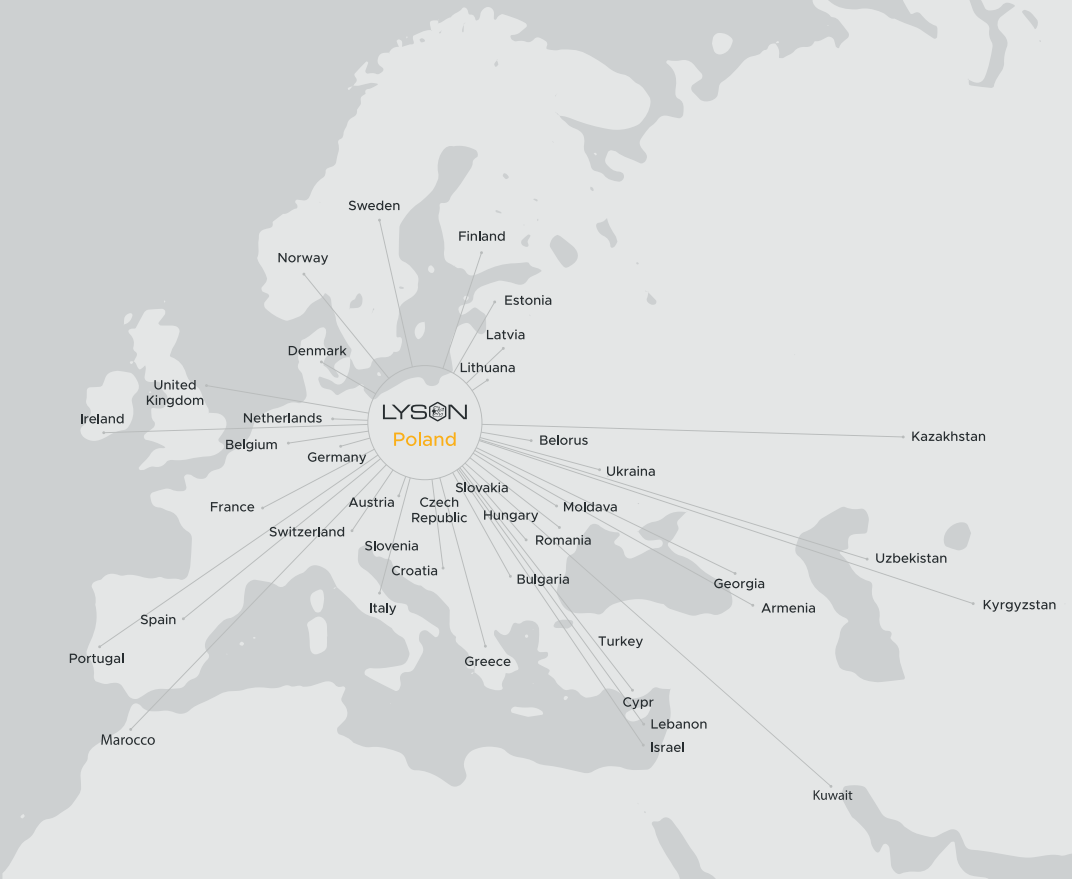 Sweden
Finland
Norway
Estonia
Latvia
Denmark
Lithuana
United
Kingdom
Ireland
Netherlands
LYSON
Poland
Belgium
Germany
Belorus
Kazakhstan
Ukraina
Slovakia
France
Austria
Czech
Republic
Hungary
Moldava
Switzerland
Romania
Slovenia
Croatia
Bulgaria
Uzbekistan
Georgia
Italy
Armenia
Kyrgyzstan
Spain
Turkey
Portugal
Greece
Cypr
Lebanon
Marocco
Israel
Kuwait